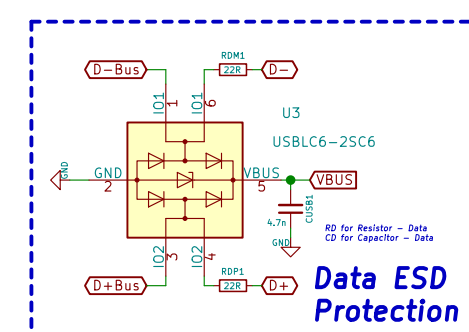 RDM1
D-Bus
22R
D-
IO1
1
IO1
6
U3
USBLC6-2SC6
GND
GND
2
VBUS
5
VBUS
CUSB1
4.7n
GND
RD for Resistor - Data
CD for Capacitor - Data
IO2
3
IO2
4
RDP1
D+Bus
22R
D+
Data ESD
Protection